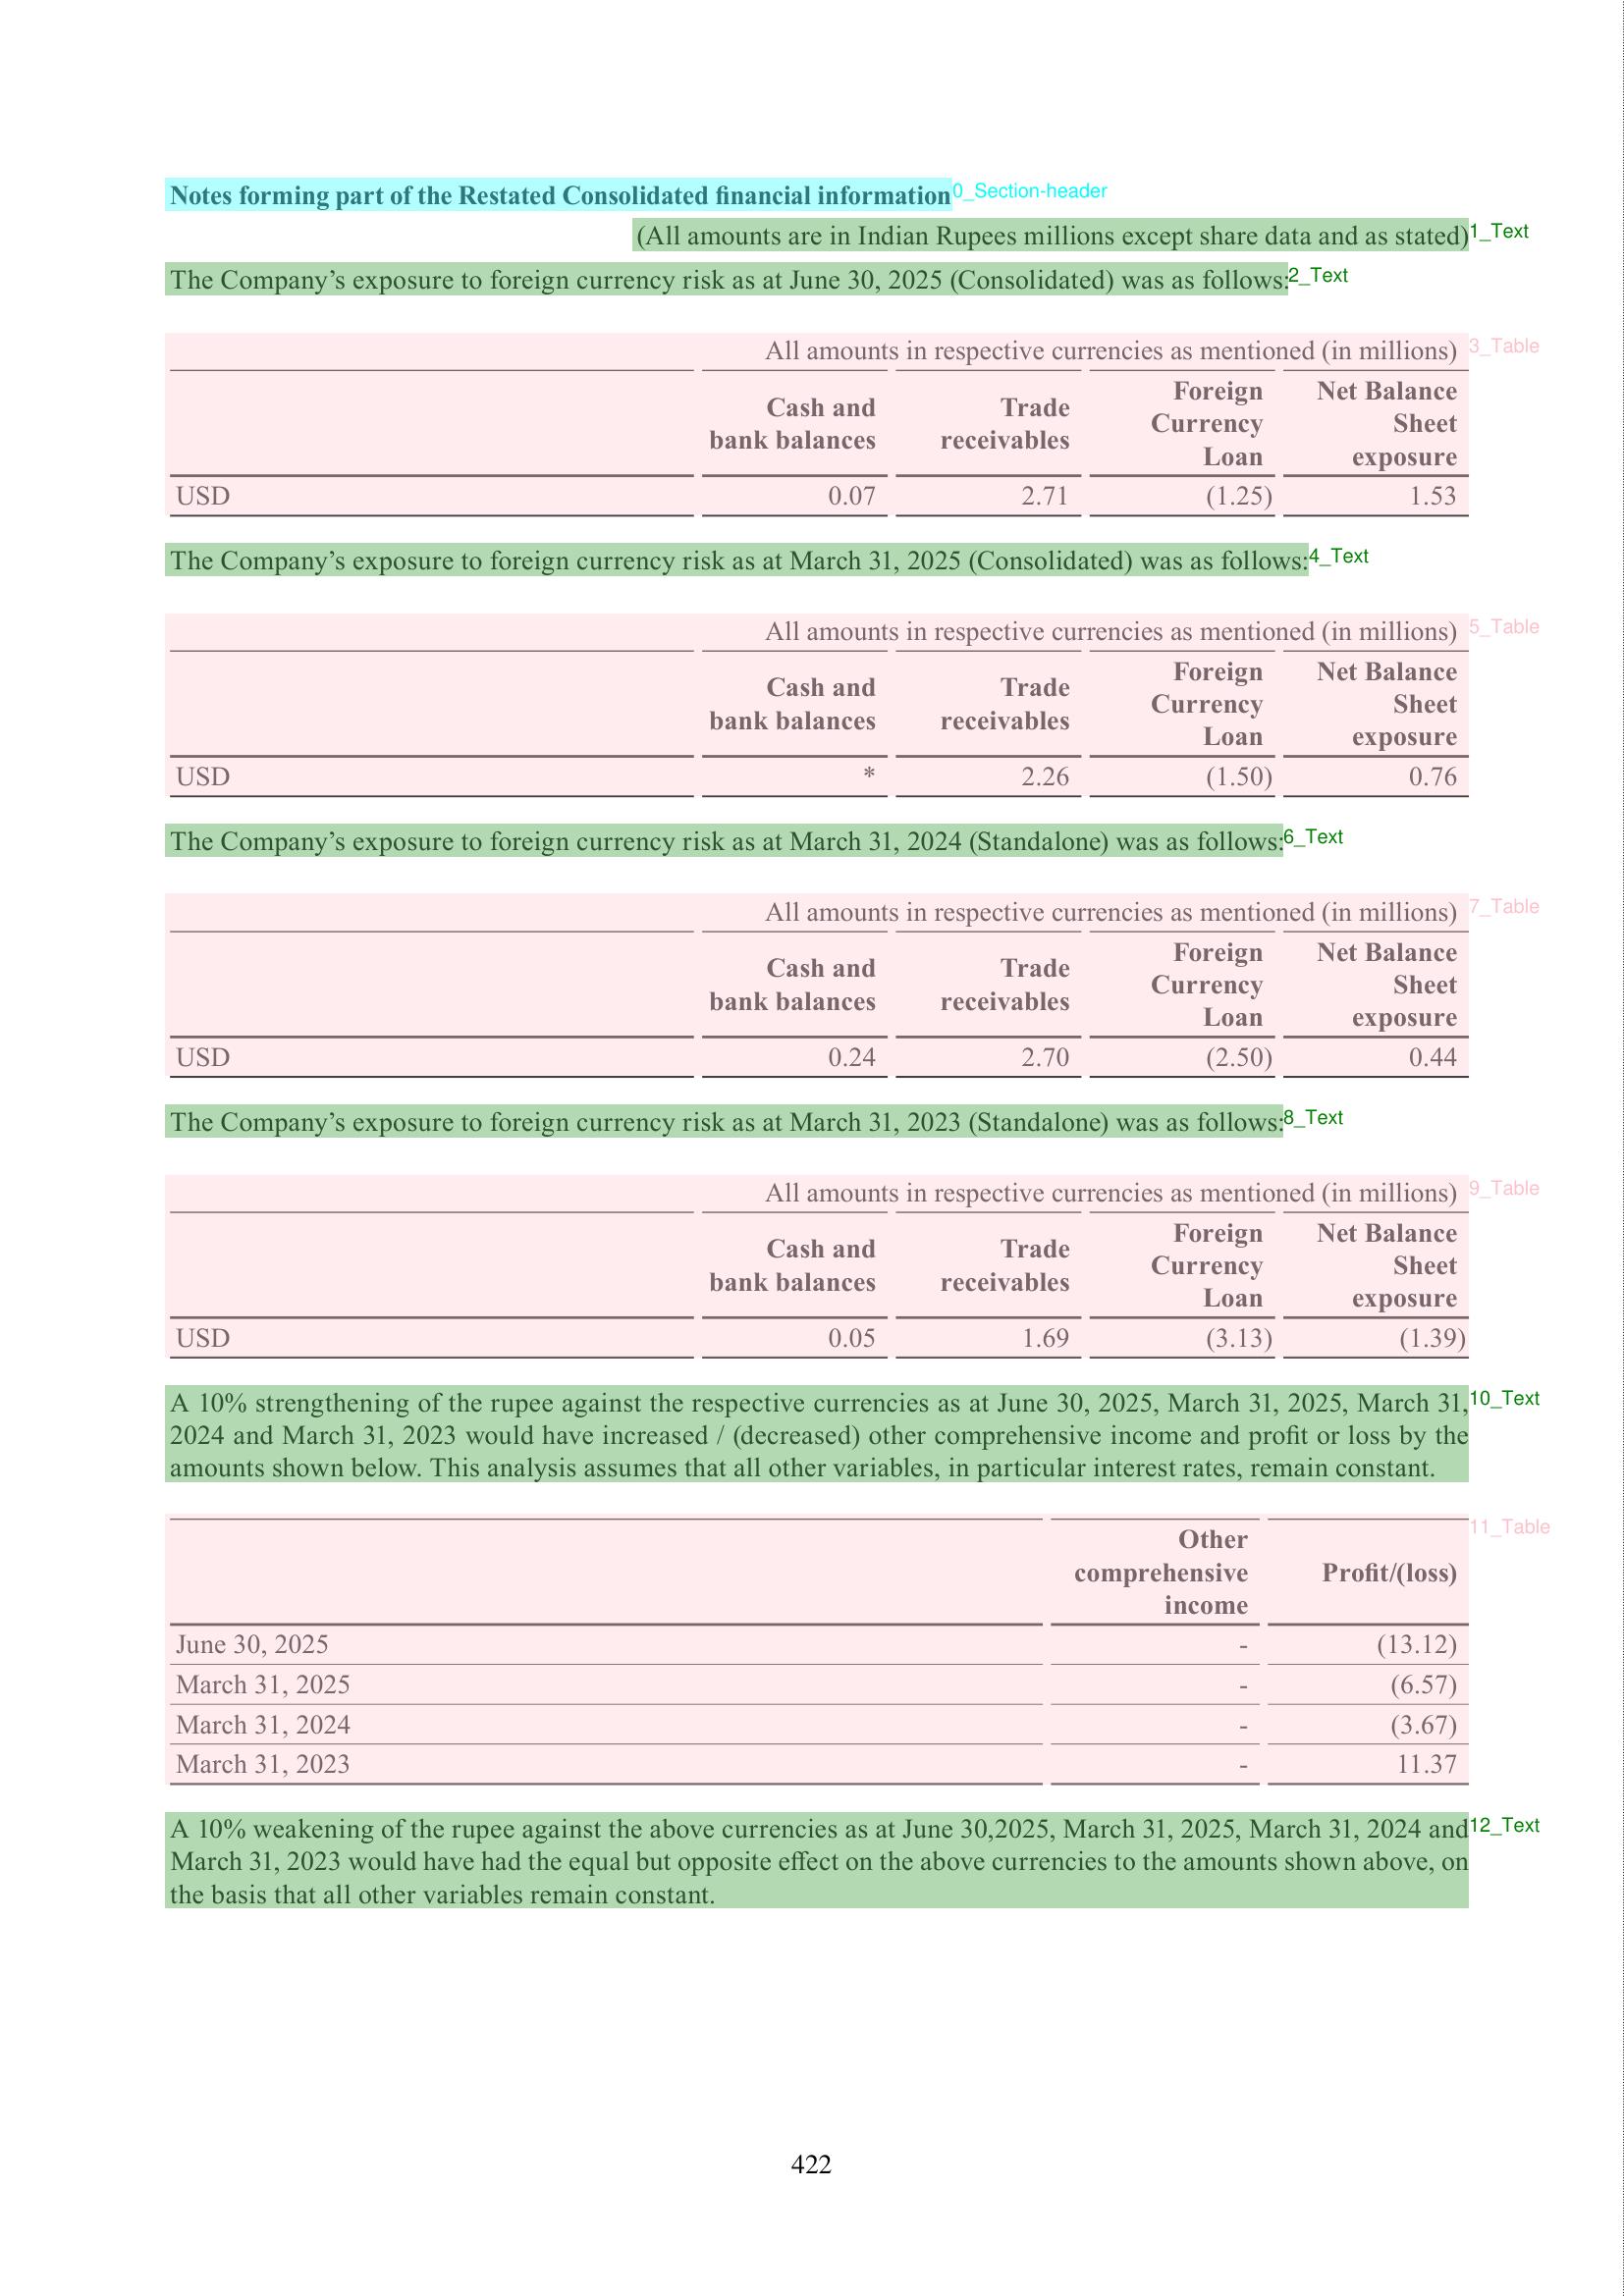 Notes forming part of the Restated Consolidated financial information
0_Section-header
(All amounts are in Indian Rupees millions except share data and as stated)
1_Text
The Company’s exposure to foreign currency risk as at June 30, 2025 (Consolidated) was as follows:
2_Text
All amounts in respective currencies as mentioned (in millions)
3_Table
Cash and bank balances Trade receivables Foreign Currency Loan Net Balance Sheet exposure
USD 0.07 2.71 (1.25) 1.53
The Company’s exposure to foreign currency risk as at March 31, 2025 (Consolidated) was as follows:
4_Text
All amounts in respective currencies as mentioned (in millions)
5_Table
Cash and bank balances Trade receivables Foreign Currency Loan Net Balance Sheet exposure
USD * 2.26 (1.50) 0.76
The Company’s exposure to foreign currency risk as at March 31, 2024 (Standalone) was as follows:
6_Text
All amounts in respective currencies as mentioned (in millions)
7_Table
Cash and bank balances Trade receivables Foreign Currency Loan Net Balance Sheet exposure
USD 0.24 2.70 (2.50) 0.44
The Company’s exposure to foreign currency risk as at March 31, 2023 (Standalone) was as follows:
8_Text
All amounts in respective currencies as mentioned (in millions)
9_Table
Cash and bank balances Trade receivables Foreign Currency Loan Net Balance Sheet exposure
USD 0.05 1.69 (3.13) (1.39)
A 10% strengthening of the rupee against the respective currencies as at June 30, 2025, March 31, 2025, March 31,
10_Text
2024 and March 31, 2023 would have increased / (decreased) other comprehensive income and profit or loss by the
amounts shown below. This analysis assumes that all other variables, in particular interest rates, remain constant.
11_Table
Other comprehensive income Profit/(loss)
June 30, 2025 - (13.12)
March 31, 2025 - (6.57)
March 31, 2024 - (3.67)
March 31, 2023 - 11.37
A 10% weakening of the rupee against the above currencies as at June 30,2025, March 31, 2025, March 31, 2024 and
12_Text
March 31, 2023 would have had the equal but opposite effect on the above currencies to the amounts shown above, on
the basis that all other variables remain constant.
422